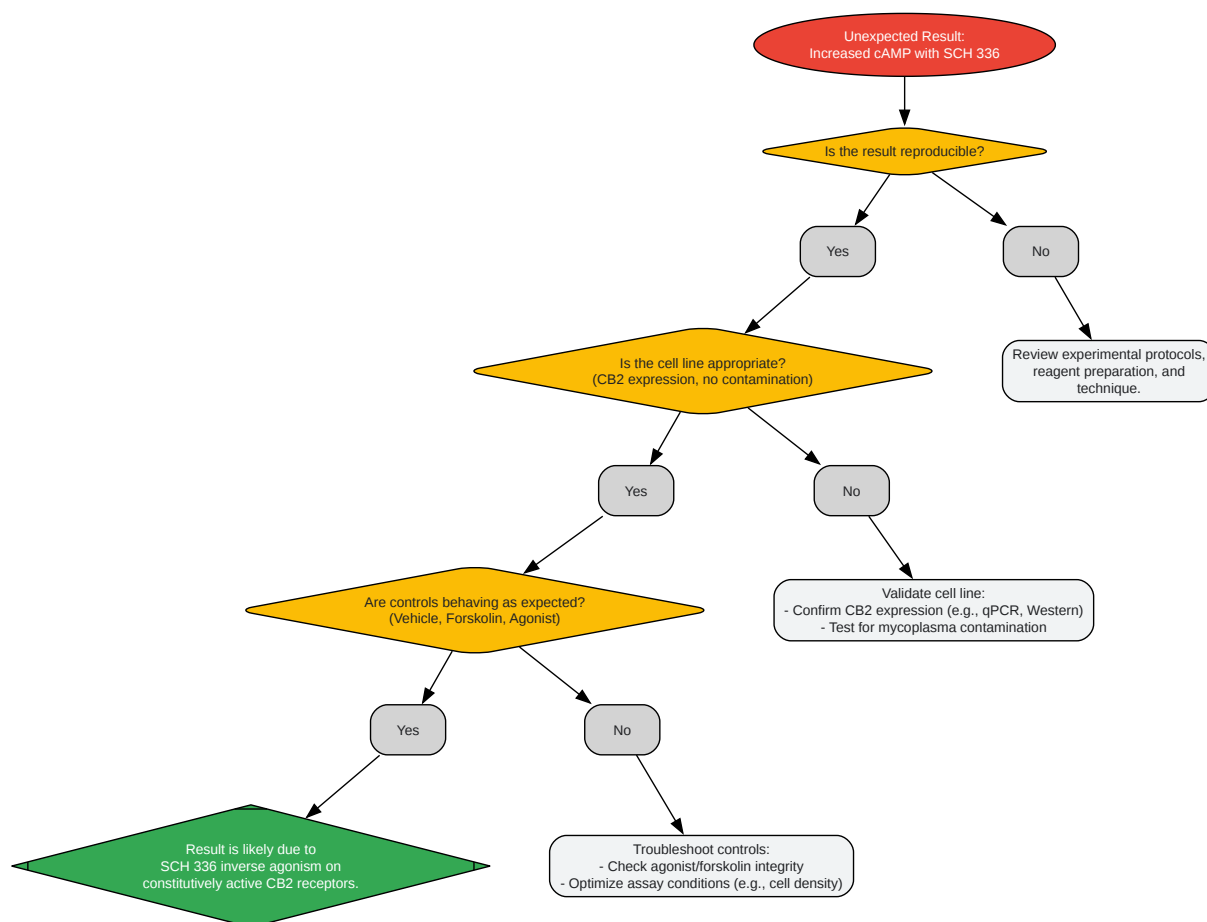 Unexpected Result:
Increased cAMP with SCH 336
Is the result reproducible?
Yes
No
Is the cell line appropriate?
(CB2 expression, no contamination)
Review experimental protocols,
reagent preparation, and
technique.
Yes
No
Are controls behaving as expected?
(Vehicle, Forskolin, Agonist)
Validate cell line:
- Confirm CB2 expression (e.g., qPCR, Western)
- Test for mycoplasma contamination
Yes
No
Result is likely due to
SCH 336 inverse agonism on
constitutively active CB2 receptors.
Troubleshoot controls:
- Check agonist/forskolin integrity
- Optimize assay conditions (e.g., cell density)